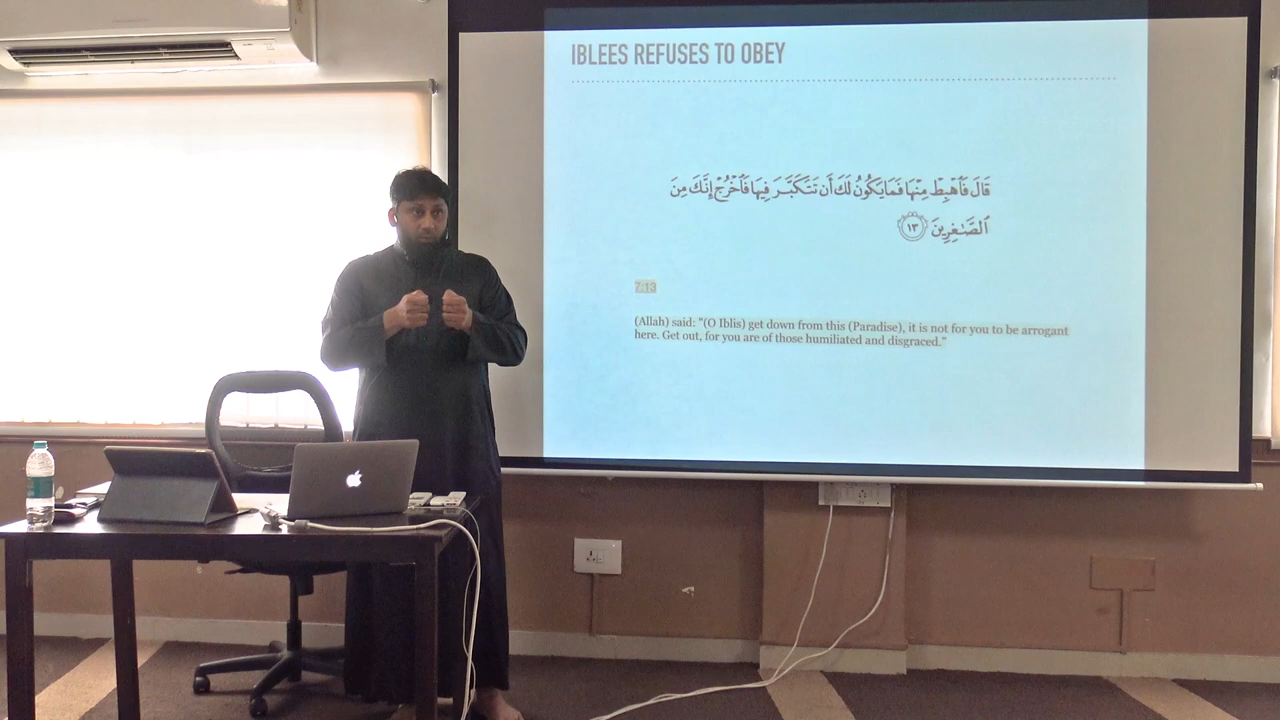 IBLEES REFUSES TO OBEY
قَالَ فَٱهۡبِطۡ مِنۡهَا فَمَا يَكُونُ لَكَ أَن تَتَكَبَّرَ فِيهَا فَٱخۡرُجۡ إِنَّكَ مِنَ
ٱلصَّـٰغِرِينَ ١٣
7:13
(Allah) said: "(O Iblis) get down from this (Paradise), it is not for you to be arrogant
here. Get out, for you are of those humiliated and disgraced."